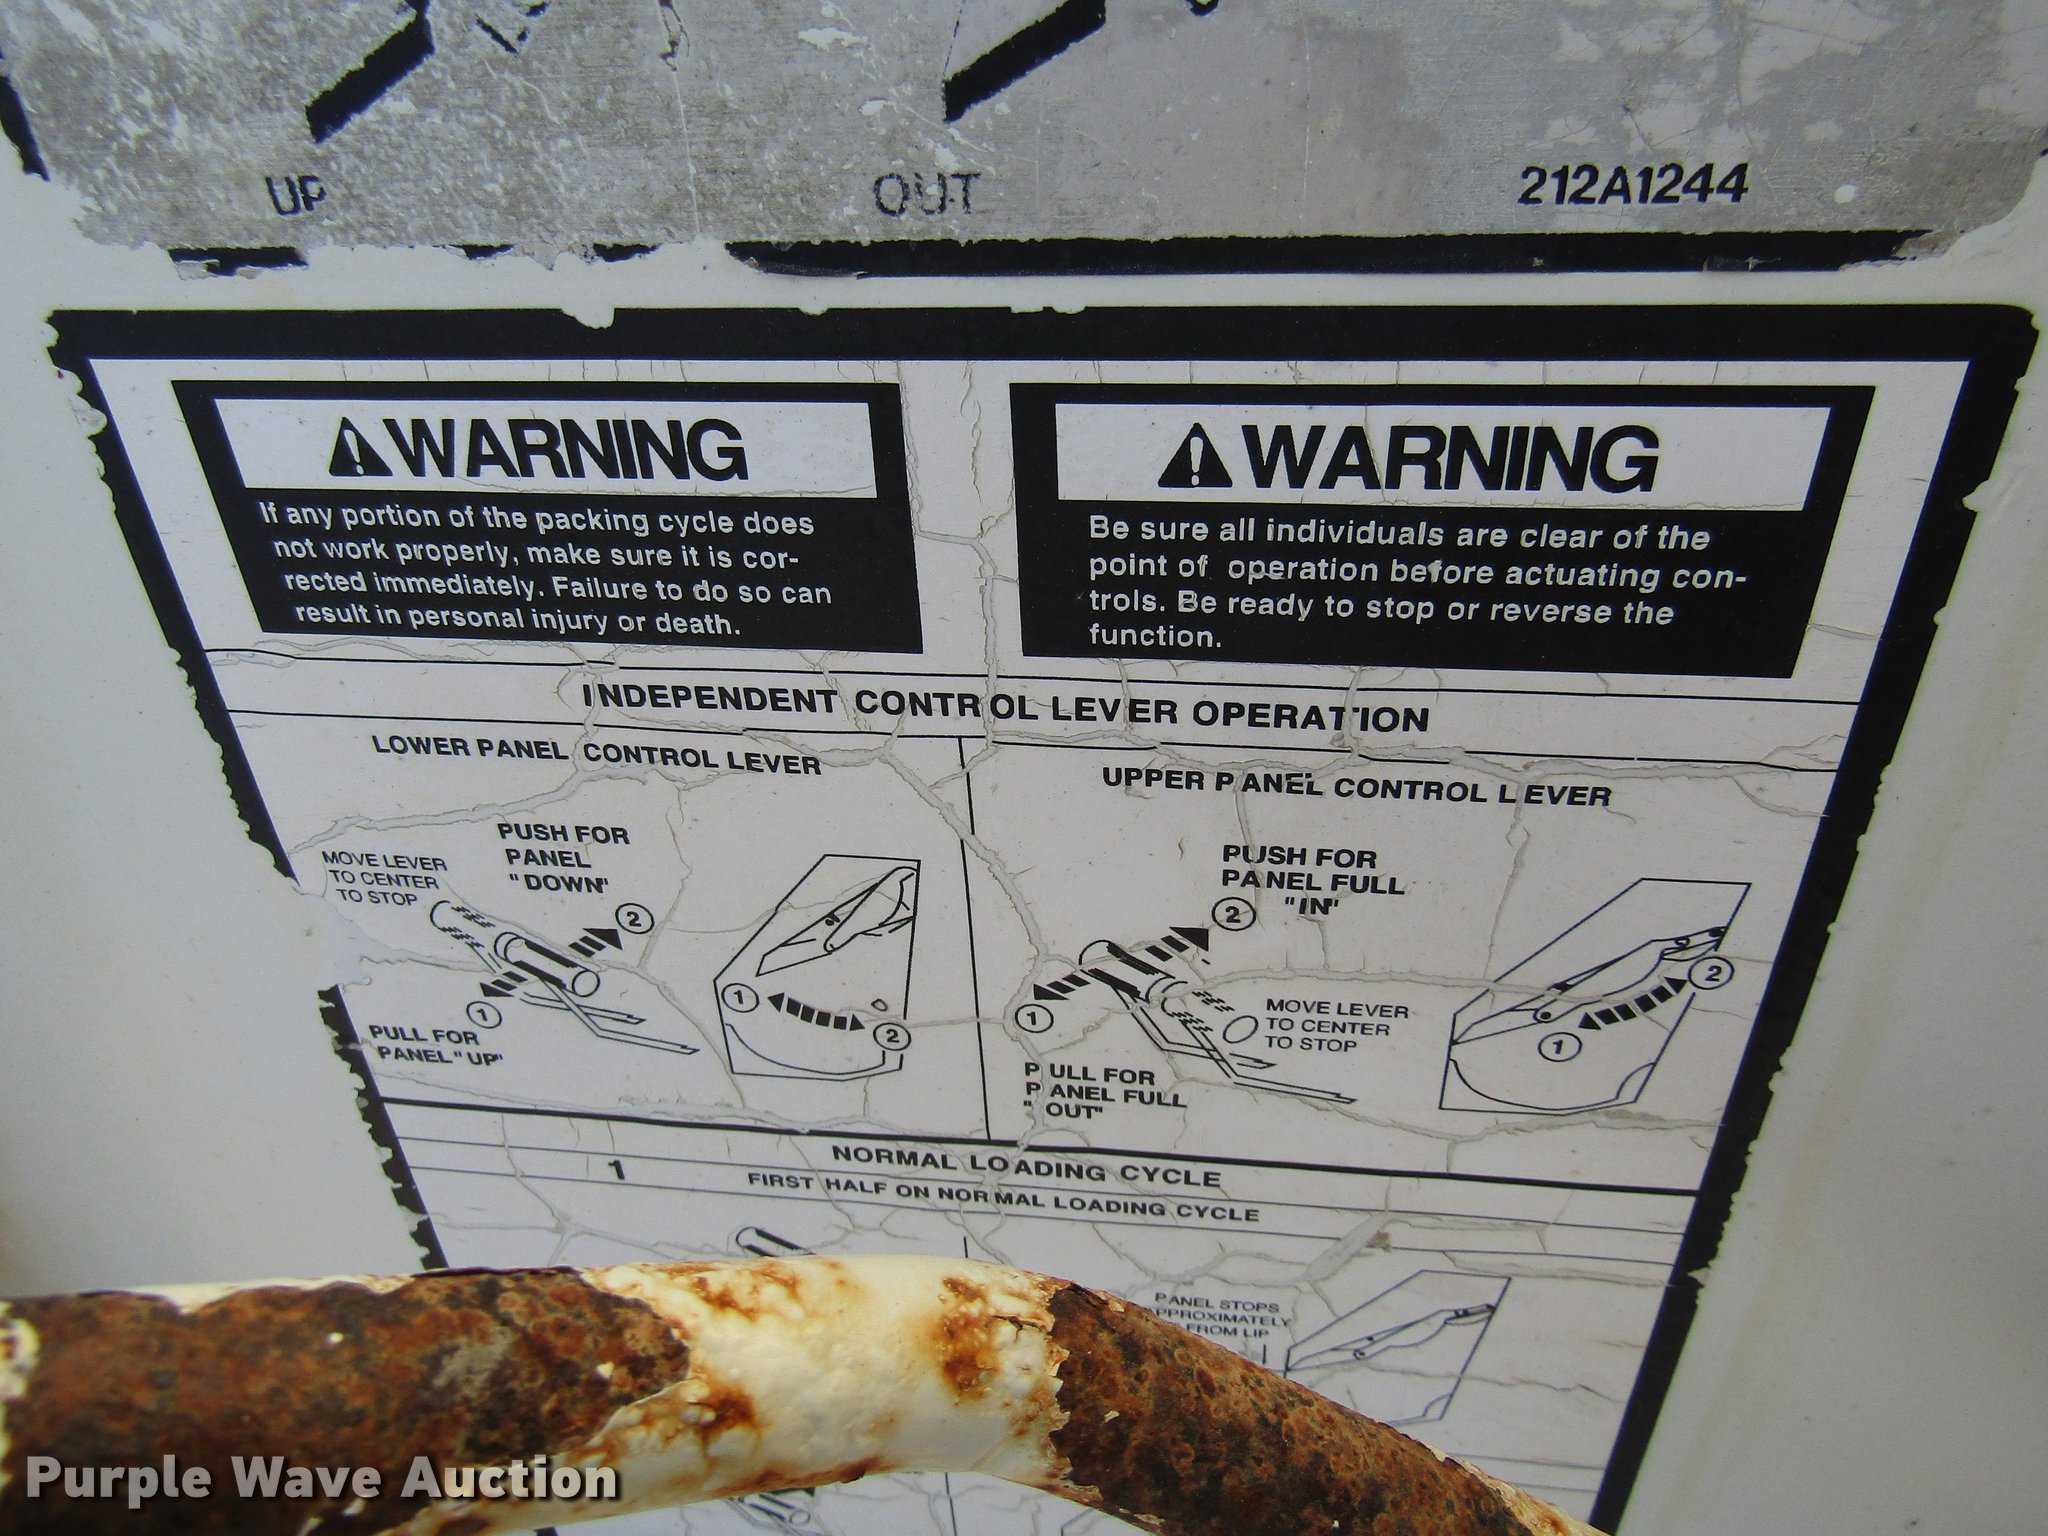 UP
OUT
212A1244
WARNING
If any portion of the packing cycle does
not work properly, make sure it is cor-
rected immediately. Failure to do so can
result in personal injury or death.
WARNING
Be sure all individuals are clear of the
point of operation before actuating con-
trols. Be ready to stop or reverse the
function.
INDEPENDENT CONTROL LEVER OPERATION
LOWER PANEL CONTROL LEVER
PUSH FOR
PANEL
"DOWN"
MOVE LEVER
TO CENTER
TO STOP
2
1
PULL FOR
PANEL "UP"
1
2
UPPER PANEL CONTROL LEVER
PUSH FOR
PANEL FULL
"IN"
2
1
MOVE LEVER
TO CENTER
TO STOP
PULL FOR
PANEL FULL
"OUT"
2
1
NORMAL LOADING CYCLE
1
FIRST HALF ON NORMAL LOADING CYCLE
PANEL STOPS
APPROXIMATELY
FROM LIP
Purple Wave Auction